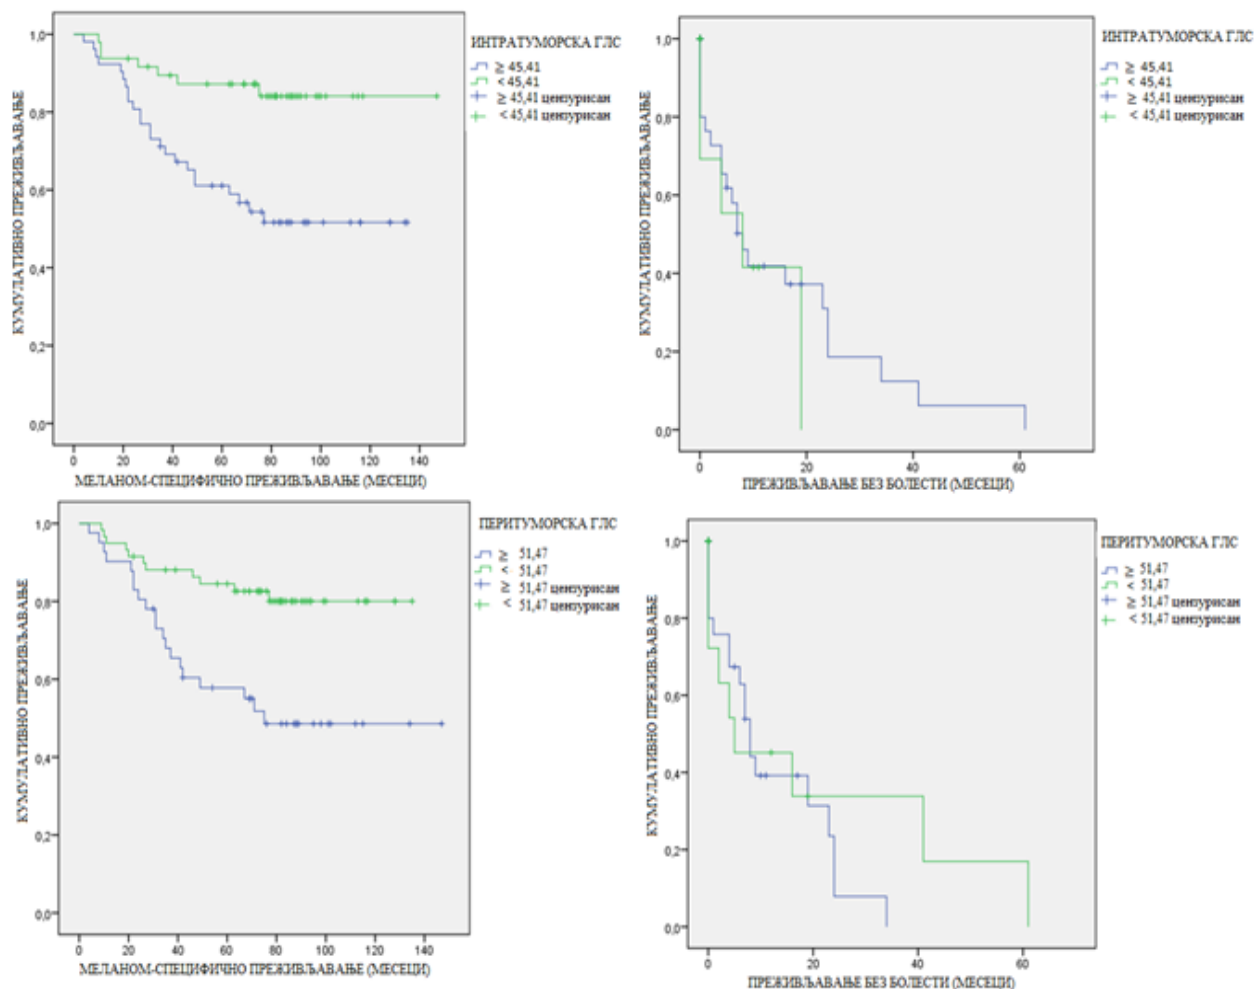 КУМУЛАТИВНО ПРЕЖИВЉАВАЊЕ
1,0
0,8
0,6
0,4
0,2
0,0
0 20 40 60 80 100 120 140
МЕЛАНОМ-СПЕЦИФИЧНО ПРЕЖИВЉАВАЊЕ (МЕСЕЦИ)
ИНТРАТУМОРСКА ГЛС
≥ 45,41
< 45,41
≥ 45,41 цензурисан
< 45,41 цензурисан
КУМУЛАТИВНО ПРЕЖИВЉАВАЊЕ
1,0
0,8
0,6
0,4
0,2
0,0
0 20 40 60
ПРЕЖИВЉАВАЊЕ БЕЗ БОЛЕСТИ (МЕСЕЦИ)
ИНТРАТУМОРСКА ГЛС
≥ 45,41
< 45,41
≥ 45,41 цензурисан
< 45,41 цензурисан
КУМУЛАТИВНО ПРЕЖИВЉАВАЊЕ
1,0
0,8
0,6
0,4
0,2
0,0
0 20 40 60 80 100 120 140
МЕЛАНОМ-СПЕЦИФИЧНО ПРЕЖИВЉАВАЊЕ (МЕСЕЦИ)
ПЕРИТУМОРСКА ГЛС
≥ 51,47
< 51,47
≥ 51,47 цензурисан
< 51,47 цензурисан
КУМУЛАТИВНО ПРЕЖИВЉАВАЊЕ
1,0
0,8
0,6
0,4
0,2
0,0
0 20 40 60
ПРЕЖИВЉАВАЊЕ БЕЗ БОЛЕСТИ (МЕСЕЦИ)
ПЕРИТУМОРСКА ГЛС
≥ 51,47
< 51,47
≥ 51,47 цензурисан
< 51,47 цензурисан